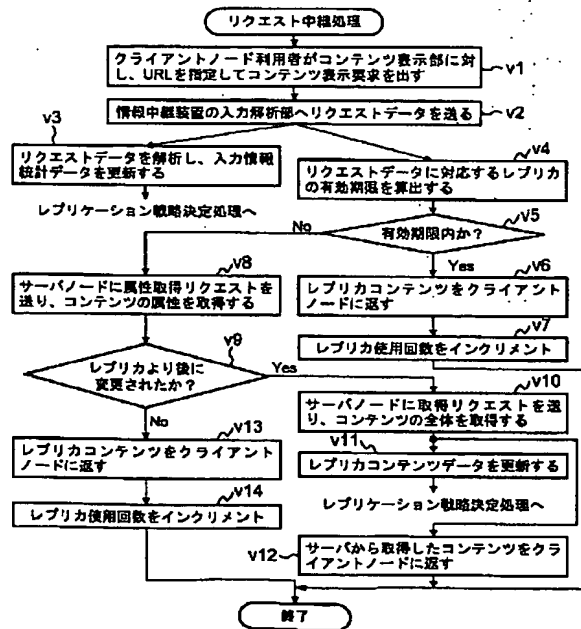 リクエスト中継処理
クライアントノード利用者がコンテンツ表示部に対
し、URLを指定してコンテンツ表示要求を出す
v1
情報中継装置の入力解析部へリクエストデータを送る
v2
v3
リクエストデータを解析し、入力情報
統計データを更新する
レプリケーション戦略決定処理へ
v4
リクエストデータに対応するレプリカ
の有効期限を算出する
v5
有効期限内か?
No
Yes
v6
レプリカコンテンツをクライアント
ノードに返す
v7
レプリカ使用回数をインクリメント
v8
サーバノードに属性取得リクエストを
送り、コンテンツの属性を取得する
v9
レプリカより後に
変更されたか?
Yes
No
v10
サーバノードに取得リクエストを送
り、コンテンツの全体を取得する
v11
レプリカコンテンツデータを更新する
レプリケーション戦略決定処理へ
v13
レプリカコンテンツをクライアント
ノードに返す
v14
レプリカ使用回数をインクリメント
v12
サーバから取得したコンテンツをクラ
イアントノードに返す
終了